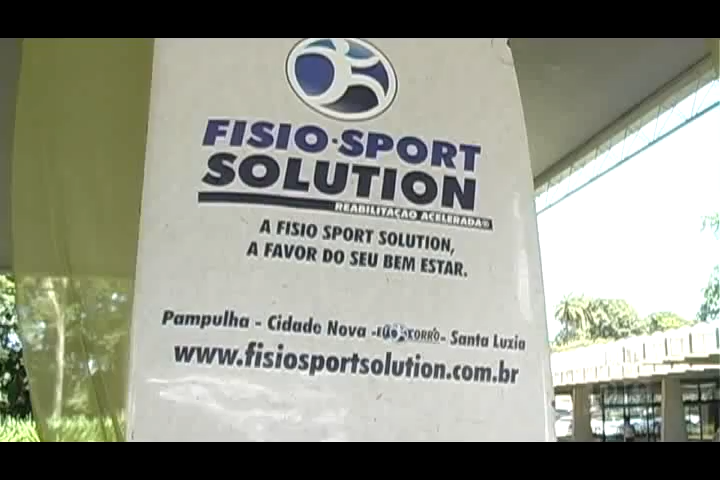 FISIO·SPORT
SOLUTION
REABILITAÇÃO ACELERADA®
A FISIO SPORT SOLUTION,
A FAVOR DO SEU BEM ESTAR.
Pampulha - Cidade Nova - - Santa Luzia
www.fisiosportsolution.com.br